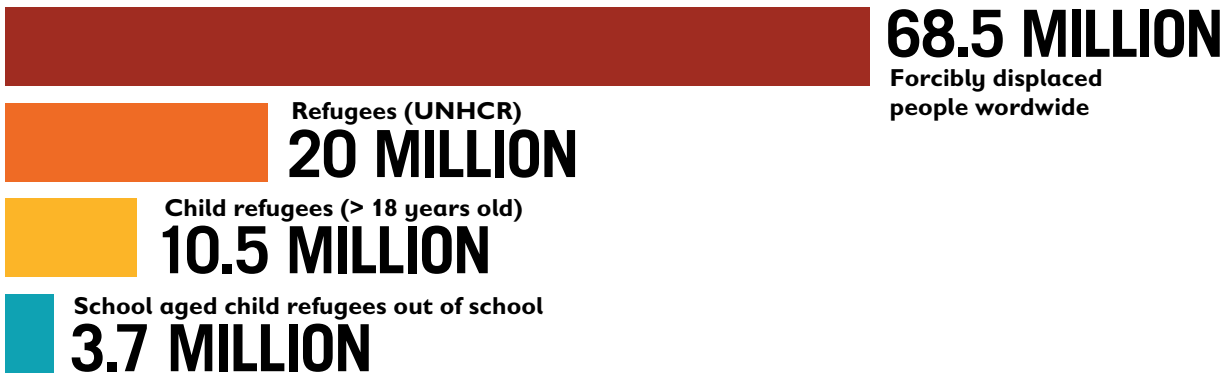 68.5 MILLION
Forcibly displaced
people wordwide
Refugees (UNHCR)
20 MILLION
Child refugees (> 18 years old)
10.5 MILLION
School aged child refugees out of school
3.7 MILLION